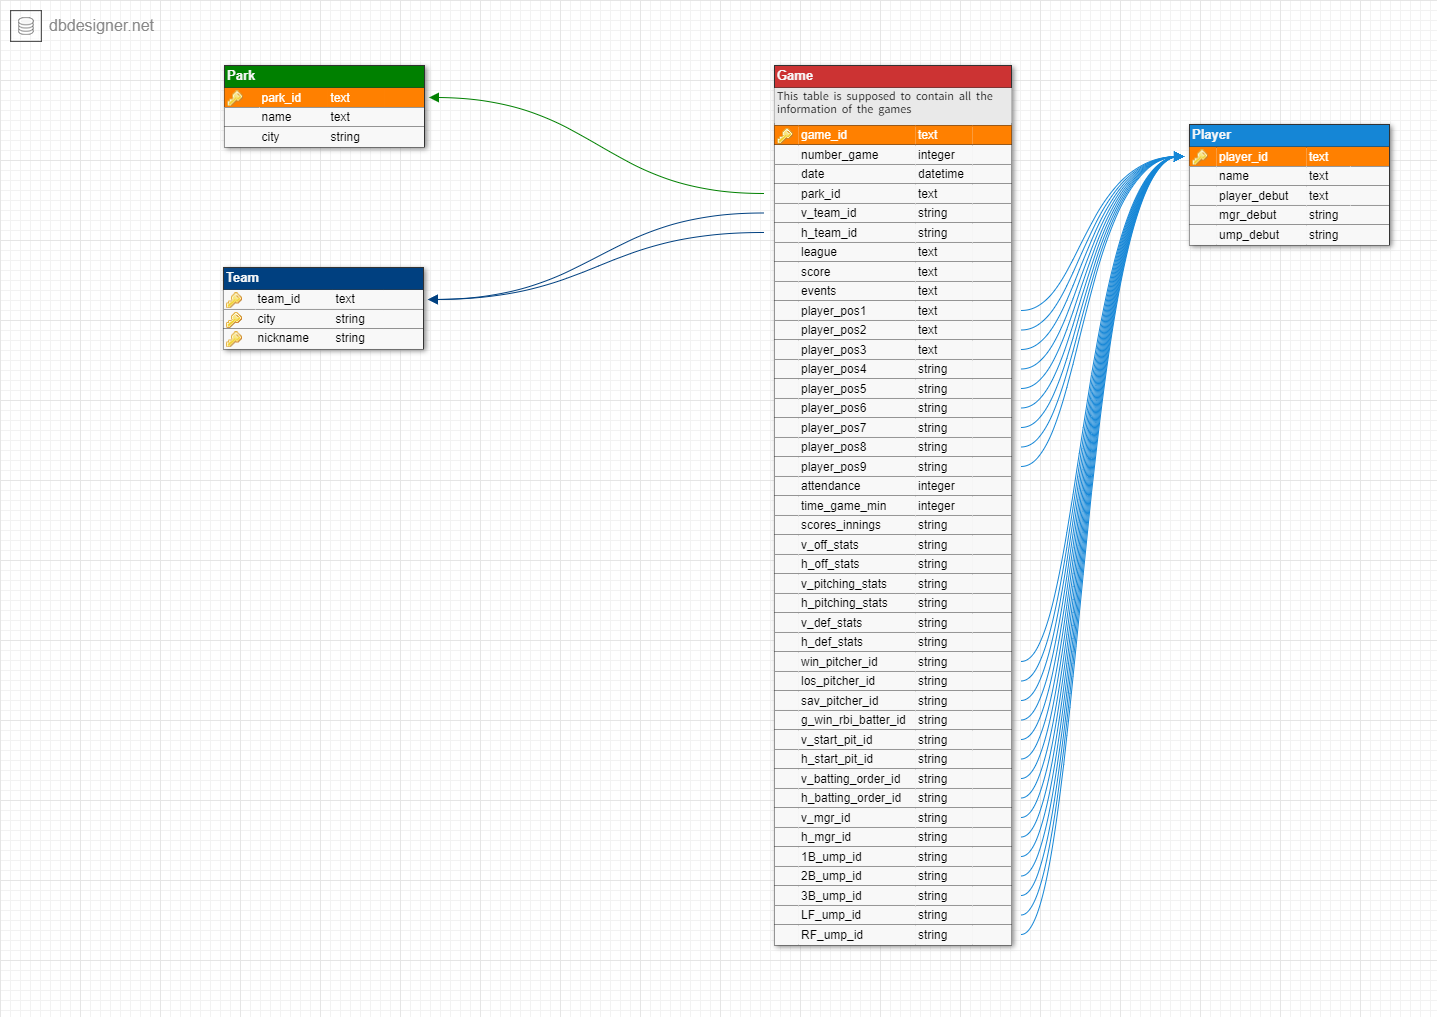 dbdesigner.net
Park
park_id text
name text
city string
Team
team_id text
city string
nickname string
Game
This table is supposed to contain all the
information of the games
game_id text
number_game integer
date datetime
park_id text
v_team_id string
h_team_id string
league text
score text
events text
player_pos1 text
player_pos2 text
player_pos3 text
player_pos4 string
player_pos5 string
player_pos6 string
player_pos7 string
player_pos8 string
player_pos9 string
attendance integer
time_game_min integer
scores_innings string
v_off_stats string
h_off_stats string
v_pitching_stats string
h_pitching_stats string
v_def_stats string
h_def_stats string
win_pitcher_id string
los_pitcher_id string
sav_pitcher_id string
g_win_rbi_batter_id string
v_start_pit_id string
h_start_pit_id string
v_batting_order_id string
h_batting_order_id string
v_mgr_id string
h_mgr_id string
1B_ump_id string
2B_ump_id string
3B_ump_id string
LF_ump_id string
RF_ump_id string
Player
player_id text
name text
player_debut text
mgr_debut string
ump_debut string